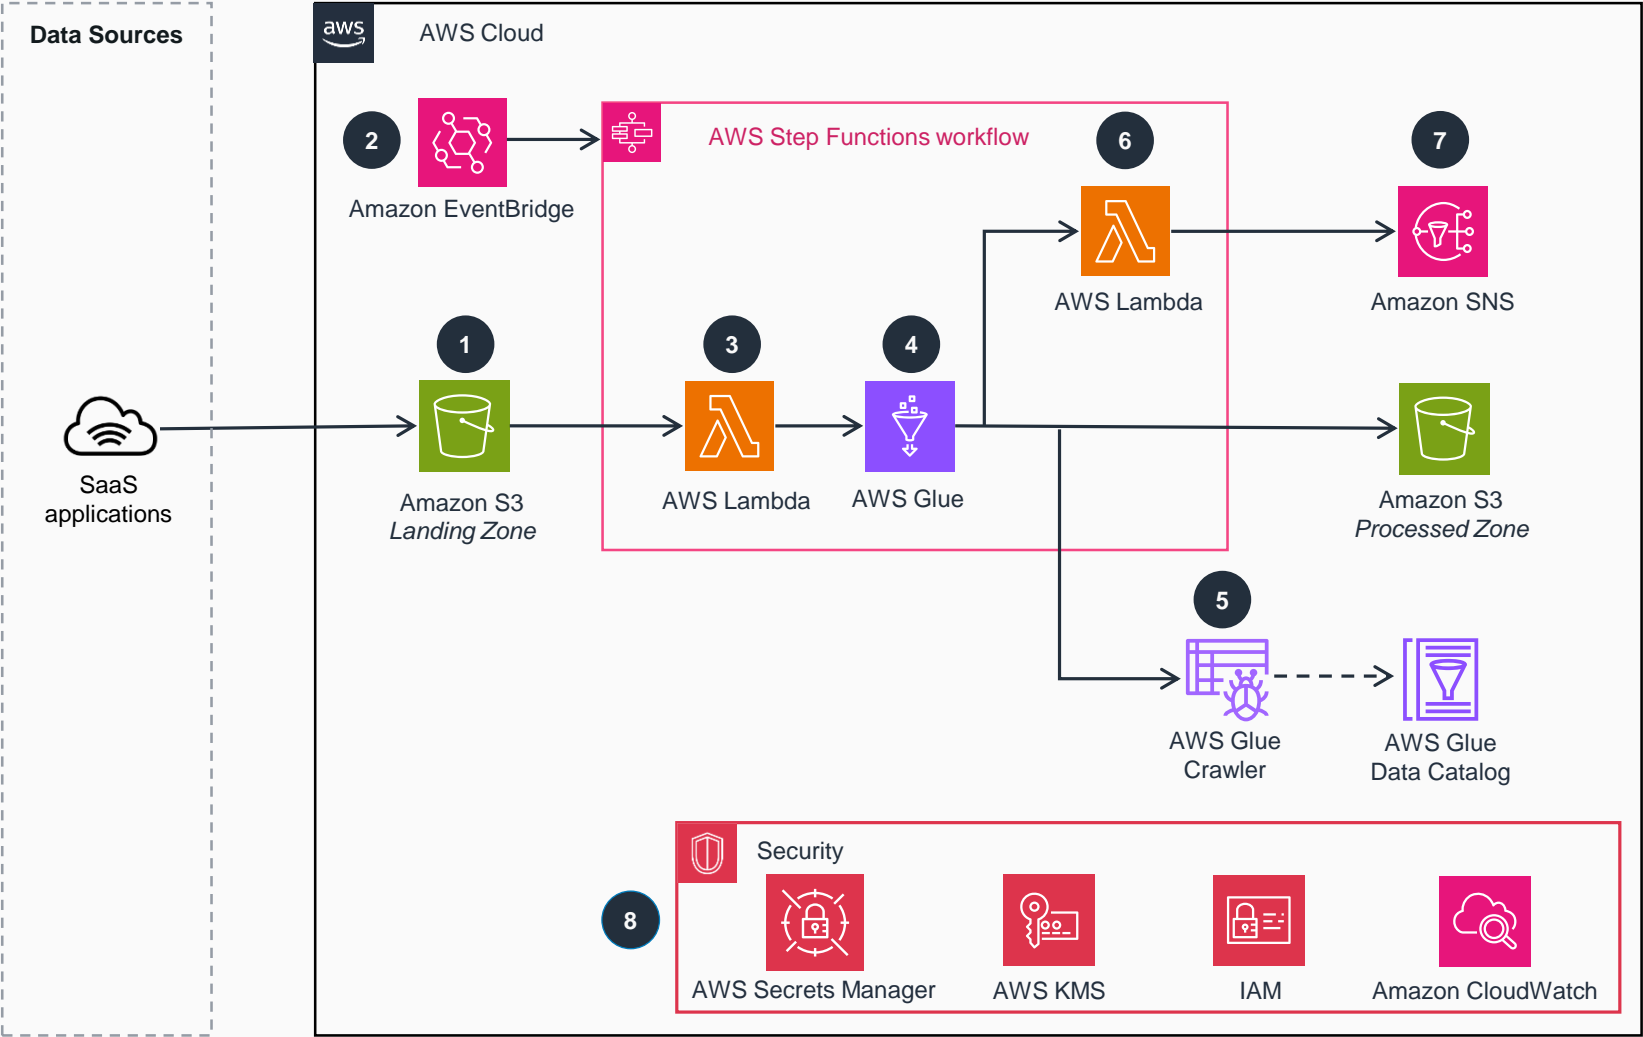 Data Sources
aws
AWS Cloud
2
Amazon EventBridge
AWS Step Functions workflow
6
7
AWS Lambda
Amazon SNS
1
3
4
SaaS
applications
Amazon S3
Landing Zone
AWS Lambda
AWS Glue
Amazon S3
Processed Zone
5
AWS Glue
Crawler
AWS Glue
Data Catalog
Security
8
AWS Secrets Manager
AWS KMS
IAM
Amazon CloudWatch